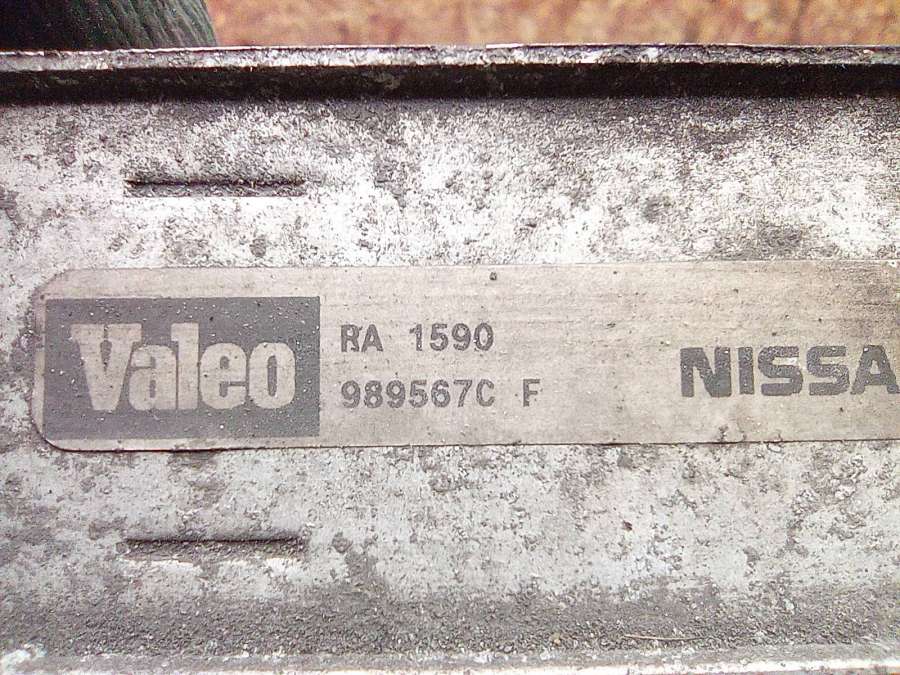 Valeo
RA 1590
989567C F
NISSA